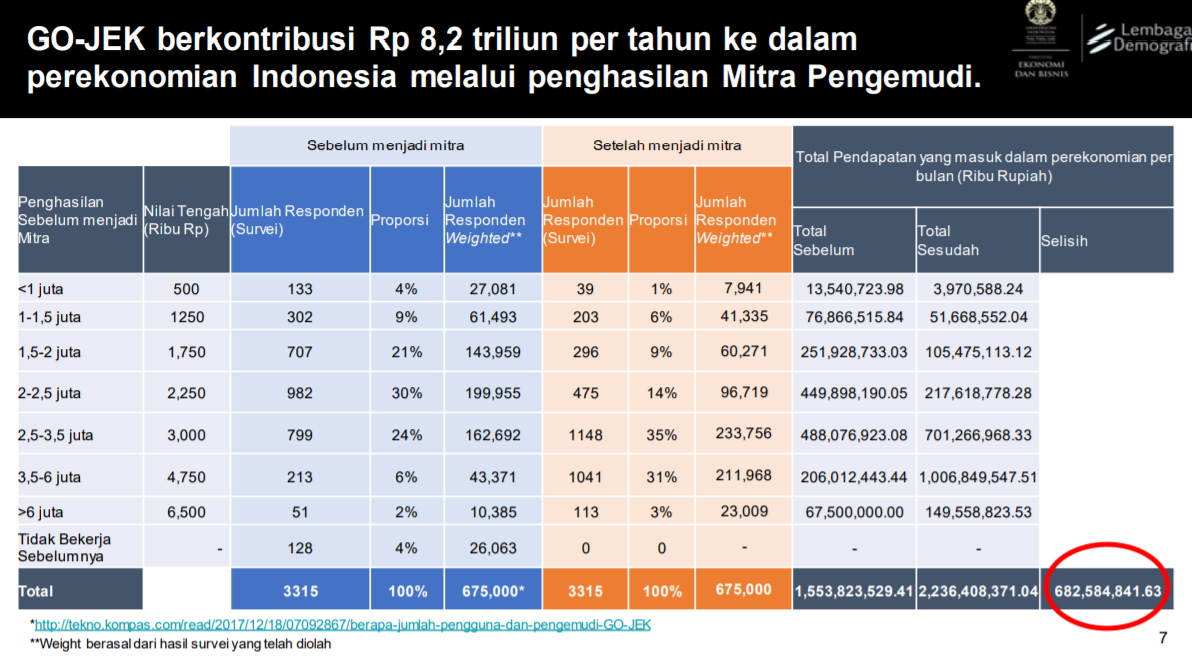 GO-JEK berkontribusi Rp 8,2 triliun per tahun ke dalam
perekonomian Indonesia melalui penghasilan Mitra Pengemudi.
EKONOMI
DAN BISNIS
Lembaga
Demografi
Sebelum menjadi mitra
Setelah menjadi mitra
Total Pendapatan yang masuk dalam perekonomian per
bulan (Ribu Rupiah)
Penghasilan
Sebelum menjadi
Mitra
Nilai Tengah
(Ribu Rp)
Jumlah Responden
(Survei)
Proporsi
Jumlah
Responden
Weighted**
Jumlah
Responden
(Survei)
Proporsi
Jumlah
Responden
Weighted**
Total
Sebelum
Total
Sesudah
Selisih
<1 juta 500 133 4% 27,081 39 1% 7,941 13,540,723.98 3,970,588.24
1-1,5 juta 1250 302 9% 61,493 203 6% 41,335 76,866,515.84 51,668,552.04
1,5-2 juta 1,750 707 21% 143,959 296 9% 60,271 251,928,733.03 105,475,113.12
2-2,5 juta 2,250 982 30% 199,955 475 14% 96,719 449,898,190.05 217,618,778.28
2,5-3,5 juta 3,000 799 24% 162,692 1148 35% 233,756 488,076,923.08 701,266,968.33
3,5-6 juta 4,750 213 6% 43,371 1041 31% 211,968 206,012,443.44 1,006,849,547.51
>6 juta 6,500 51 2% 10,385 113 3% 23,009 67,500,000.00 149,558,823.53
Tidak Bekerja
Sebelumnya - 128 4% 26,063 0 0 - - -
Total 3315 100% 675,000* 3315 100% 675,000 1,553,823,529.41 2,236,408,371.04 682,584,841.63
*http://tekno.kompas.com/read/2017/12/18/07092867/berapa-jumlah-pengguna-dan-pengemudi-GO-JEK
**Weight berasal dari hasil survei yang telah diolah
7